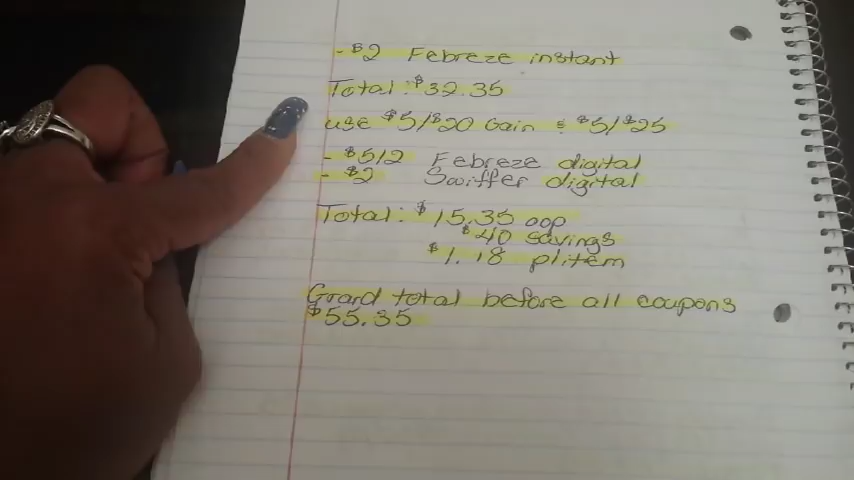 - $2 Febreze instant
Total: $32.35
use $5/$20 Gain & $5/$25
- $5/2 Febreze digital
- $2 Swiffer digital
Total: $15.35 oop
$40 savings
$1.18 p/item
Grand total before all coupons
$55.35